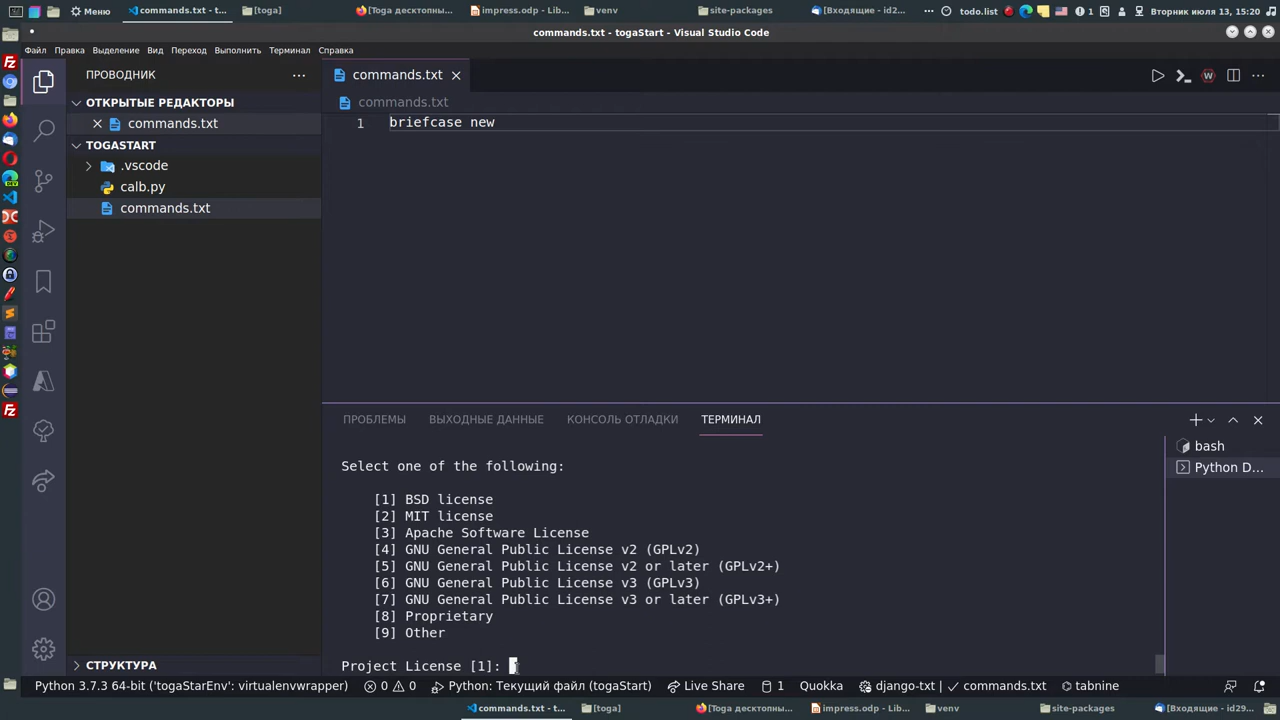 Меню
commands.txt - t...
[toga]
[Toga десктопны...
impress.odp - Lib...
venv
site-packages
[Входящие - id2...
todo.list
1
Вторник июля 13, 15:20
commands.txt - togaStart - Visual Studio Code
Файл Правка Выделение Вид Переход Выполнить Терминал Справка
ПРОВОДНИК
ОТКРЫТЫЕ РЕДАКТОРЫ
commands.txt
TOGASTART
.vscode
calb.py
commands.txt
СТРУКТУРА
commands.txt
commands.txt
1 briefcase new
ПРОБЛЕМЫ ВЫХОДНЫЕ ДАННЫЕ КОНСОЛЬ ОТЛАДКИ ТЕРМИНАЛ
Select one of the following:
[1] BSD license
[2] MIT license
[3] Apache Software License
[4] GNU General Public License v2 (GPLv2)
[5] GNU General Public License v2 or later (GPLv2+)
[6] GNU General Public License v3 (GPLv3)
[7] GNU General Public License v3 or later (GPLv3+)
[8] Proprietary
[9] Other
Project License [1]:
bash
Python D...
Python 3.7.3 64-bit ('togaStarEnv': virtualenvwrapper) 0 0 Python: Текущий файл (togaStart) Live Share 1 Quokka django-txt commands.txt tabnine
commands.txt - t...
[toga]
[Toga десктопны...
impress.odp - Lib...
venv
site-packages
[Входящие - id29...